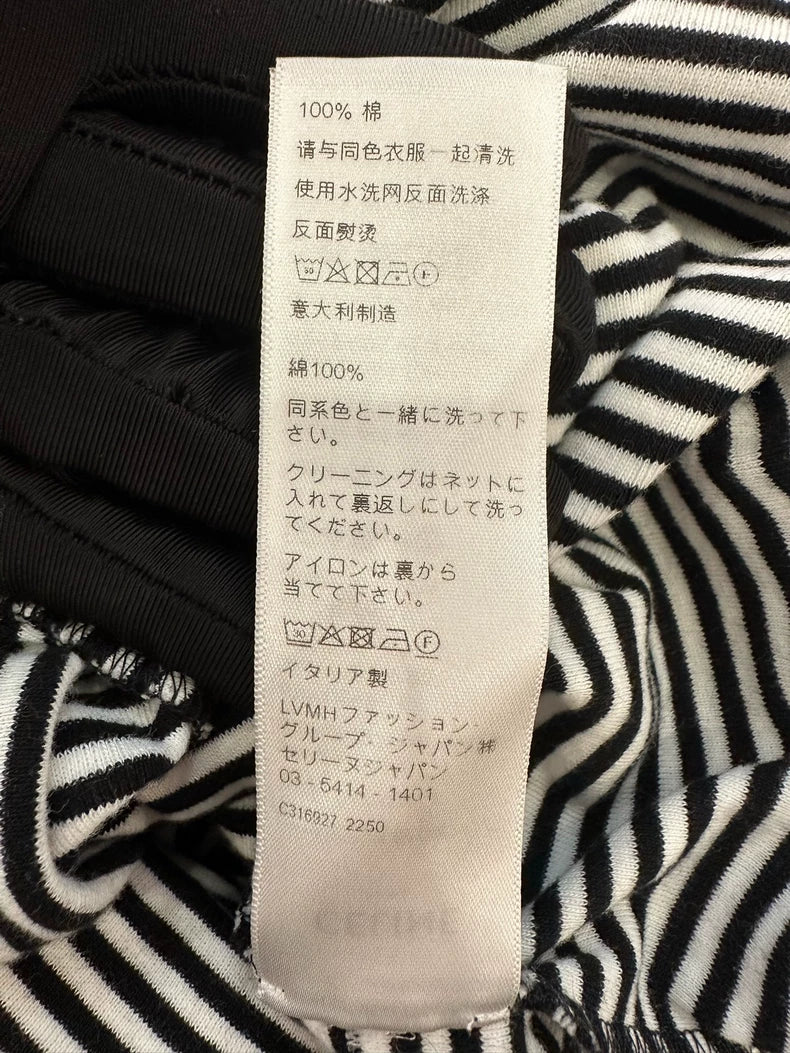 100% 棉
请与同色衣服一起清洗
使用水洗网反面洗涤
反面熨烫
30 F
意大利制造
綿100%
同系色と一緒に洗って下
さい。
クリーニングはネットに
入れて裏返しにして洗っ
てください。
アイロンは裏から
当てて下さい。
30 F
イタリア製
LVMHファッション・
グループ・ジャパン㈱
セリーヌジャパン
03 - 5414 - 1401
C316927 2250